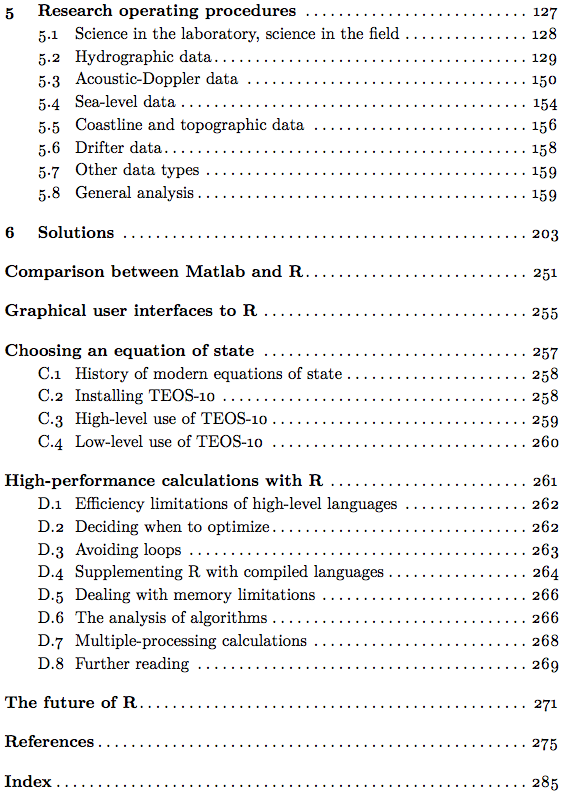 5 Research operating procedures . . . . . . . . . . . . . . . . . . . . . . . . . . . 127
5.1 Science in the laboratory, science in the field . . . . . . . . . . . . . . . 128
5.2 Hydrographic data . . . . . . . . . . . . . . . . . . . . . . . . . . . . . . . . . . . . . . 129
5.3 Acoustic-Doppler data . . . . . . . . . . . . . . . . . . . . . . . . . . . . . . . . . . 150
5.4 Sea-level data . . . . . . . . . . . . . . . . . . . . . . . . . . . . . . . . . . . . . . . . . . 154
5.5 Coastline and topographic data . . . . . . . . . . . . . . . . . . . . . . . . . . 156
5.6 Drifter data . . . . . . . . . . . . . . . . . . . . . . . . . . . . . . . . . . . . . . . . . . . . 158
5.7 Other data types . . . . . . . . . . . . . . . . . . . . . . . . . . . . . . . . . . . . . . . 159
5.8 General analysis . . . . . . . . . . . . . . . . . . . . . . . . . . . . . . . . . . . . . . . . 159
6 Solutions . . . . . . . . . . . . . . . . . . . . . . . . . . . . . . . . . . . . . . . . . . . . . . . . . 203
Comparison between Matlab and R . . . . . . . . . . . . . . . . . . . . . . . . . . . 251
Graphical user interfaces to R . . . . . . . . . . . . . . . . . . . . . . . . . . . . . . . . 255
Choosing an equation of state . . . . . . . . . . . . . . . . . . . . . . . . . . . . . . . . 257
C.1 History of modern equations of state . . . . . . . . . . . . . . . . . . . . . . 258
C.2 Installing TEOS-10 . . . . . . . . . . . . . . . . . . . . . . . . . . . . . . . . . . . . . 258
C.3 High-level use of TEOS-10 . . . . . . . . . . . . . . . . . . . . . . . . . . . . . . . 259
C.4 Low-level use of TEOS-10 . . . . . . . . . . . . . . . . . . . . . . . . . . . . . . . 260
High-performance calculations with R . . . . . . . . . . . . . . . . . . . . . . . . 261
D.1 Efficiency limitations of high-level languages . . . . . . . . . . . . . . . 262
D.2 Deciding when to optimize . . . . . . . . . . . . . . . . . . . . . . . . . . . . . . . 262
D.3 Avoiding loops . . . . . . . . . . . . . . . . . . . . . . . . . . . . . . . . . . . . . . . . . 263
D.4 Supplementing R with compiled languages . . . . . . . . . . . . . . . . . 264
D.5 Dealing with memory limitations . . . . . . . . . . . . . . . . . . . . . . . . . . 266
D.6 The analysis of algorithms . . . . . . . . . . . . . . . . . . . . . . . . . . . . . . . 266
D.7 Multiple-processing calculations . . . . . . . . . . . . . . . . . . . . . . . . . . 268
D.8 Further reading . . . . . . . . . . . . . . . . . . . . . . . . . . . . . . . . . . . . . . . . 269
The future of R . . . . . . . . . . . . . . . . . . . . . . . . . . . . . . . . . . . . . . . . . . . . . . . 271
References . . . . . . . . . . . . . . . . . . . . . . . . . . . . . . . . . . . . . . . . . . . . . . . . . . . . 275
Index . . . . . . . . . . . . . . . . . . . . . . . . . . . . . . . . . . . . . . . . . . . . . . . . . . . . . . . . . 285